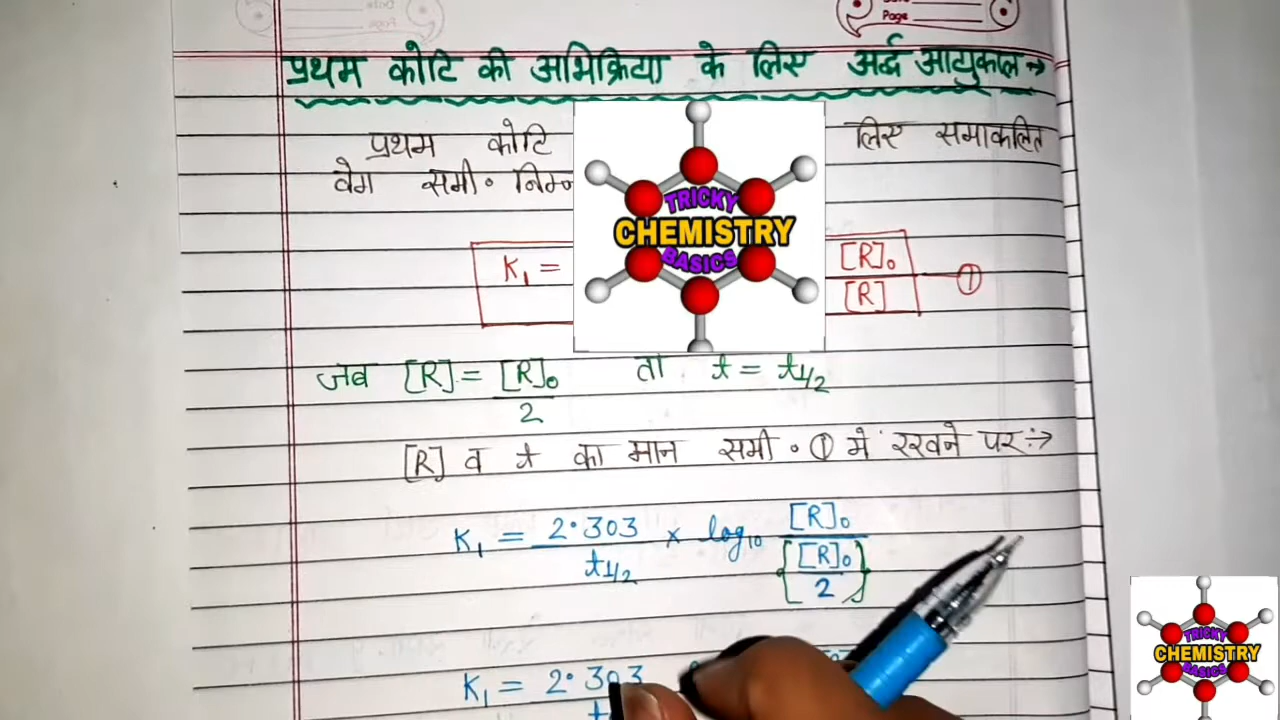 Page
प्रथम कोटि की अभिक्रिया के लिए अर्द्ध आयुकाल →
प्रथम कोटि लिए समाकलित
वेग समी॰ निम्न
K₁ = [R]₀ / [R] — ①
TRICKY
CHEMISTRY
BASICS
जब [R] = [R]₀ / 2 तो t = t1/2
[R] व t का मान समी॰ ① में रखने पर :→
K₁ = 2.303 / t1/2 × log₁₀ [R]₀ / {[R]₀ / 2}
K₁ = 2.303
TRICKY
CHEMISTRY
BASICS